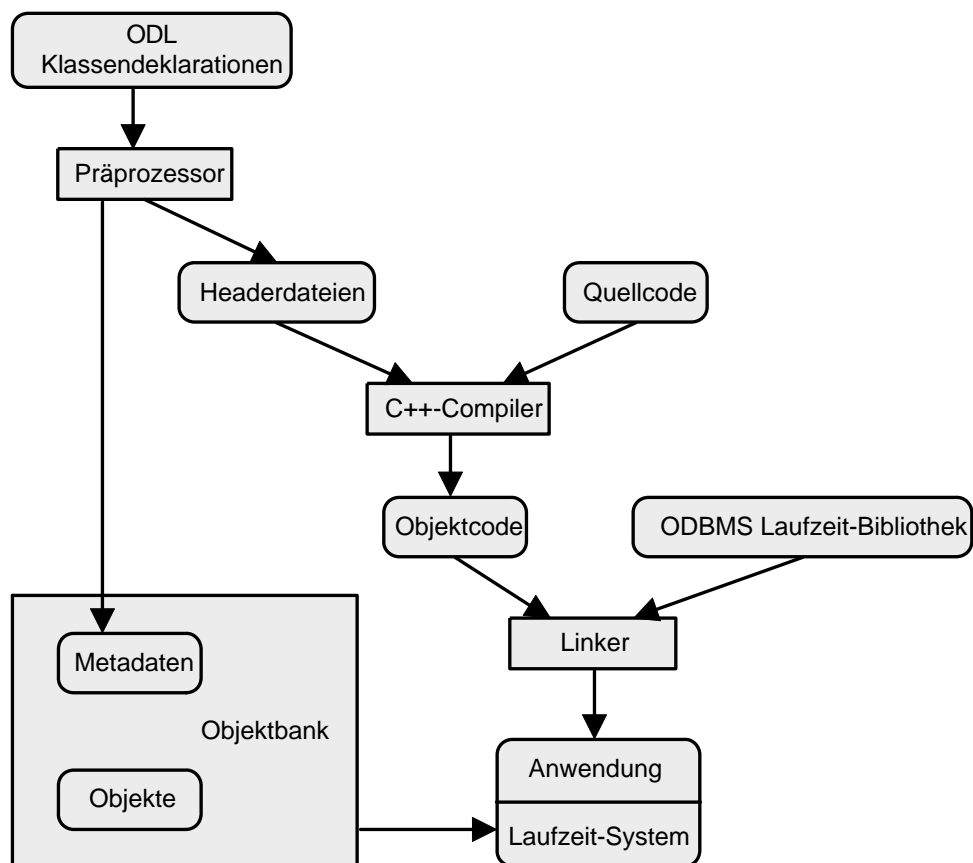 ODL
Klassendeklarationen
Präprozessor
Headerdateien
Quellcode
C++-Compiler
Objektcode
ODBMS Laufzeit-Bibliothek
Linker
Metadaten
Objektbank
Anwendung
Objekte
Laufzeit-System